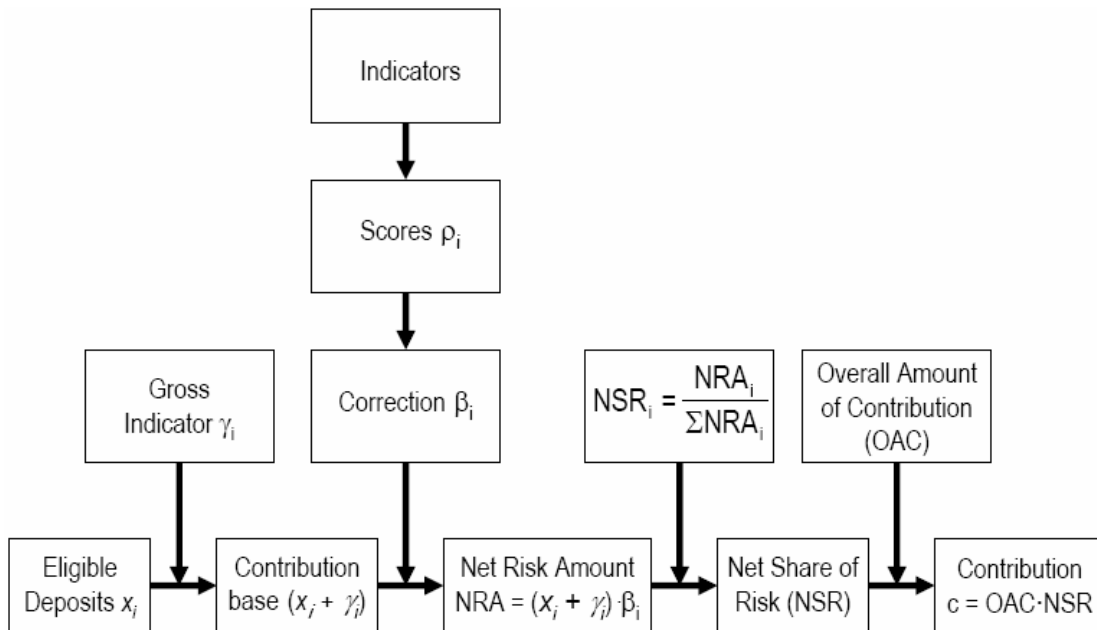 Indicators
Scores ρi
Gross
Indicator γi
Correction βi
NSRi = NRAi / ΣNRAi
Overall Amount
of Contribution
(OAC)
Eligible
Deposits xi
Contribution
base (xi + γi)
Net Risk Amount
NRA = (xi + γi)·βi
Net Share of
Risk (NSR)
Contribution
c = OAC·NSR